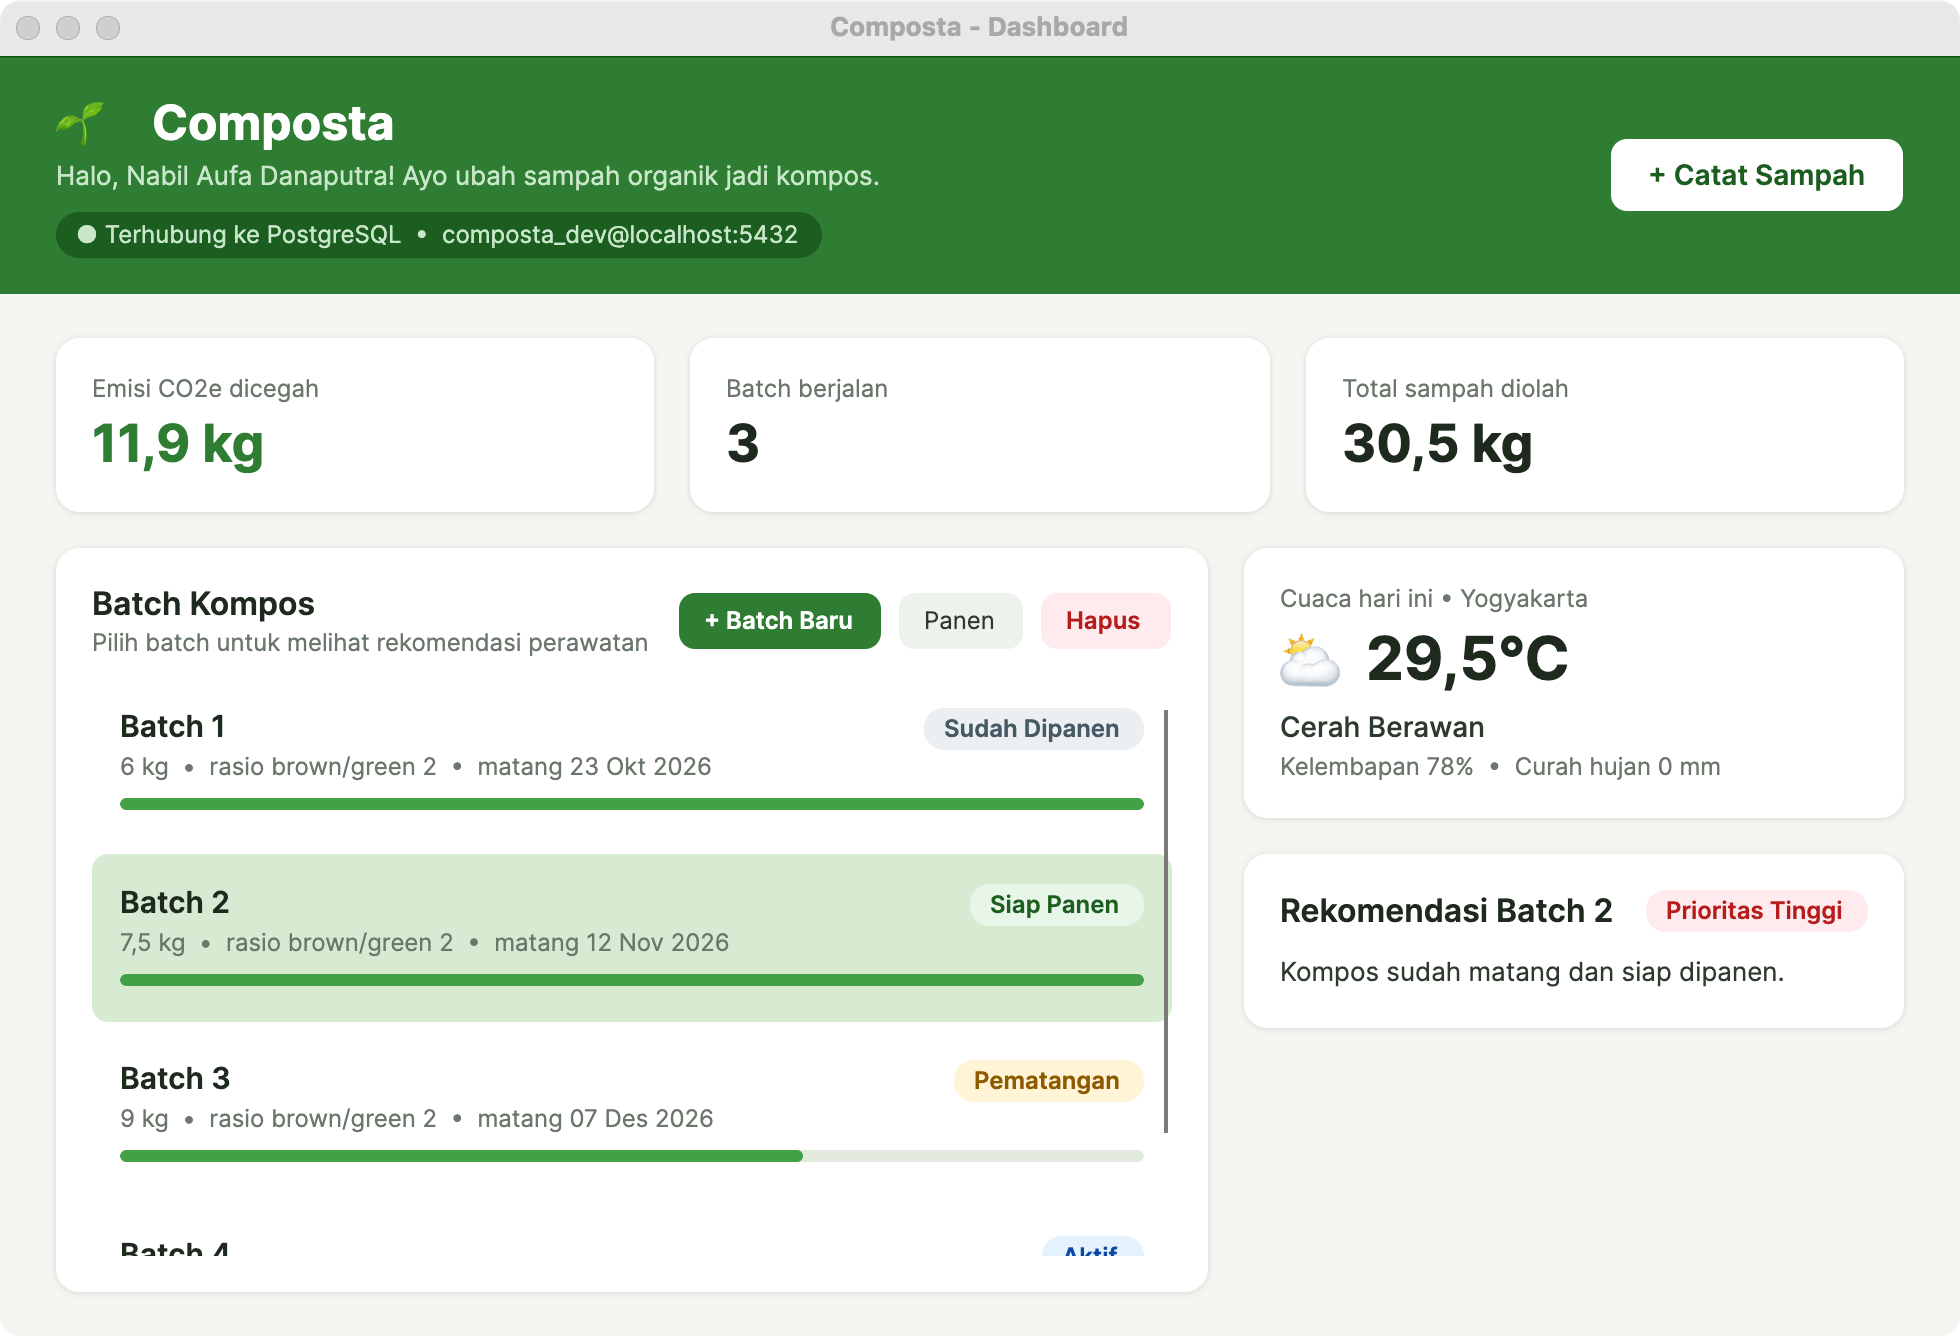 Composta - Dashboard
Composta
Halo, Nabil Aufa Danaputra! Ayo ubah sampah organik jadi kompos.
Terhubung ke PostgreSQL • composta_dev@localhost:5432
+ Catat Sampah
Emisi CO2e dicegah
11,9 kg
Batch berjalan
3
Total sampah diolah
30,5 kg
Batch Kompos
Pilih batch untuk melihat rekomendasi perawatan
+ Batch Baru
Panen
Hapus
Batch 1
Sudah Dipanen
6 kg • rasio brown/green 2 • matang 23 Okt 2026
Batch 2
Siap Panen
7,5 kg • rasio brown/green 2 • matang 12 Nov 2026
Batch 3
Pematangan
9 kg • rasio brown/green 2 • matang 07 Des 2026
Batch 4
Aktif
Cuaca hari ini • Yogyakarta
29,5°C
Cerah Berawan
Kelembapan 78% • Curah hujan 0 mm
Rekomendasi Batch 2
Prioritas Tinggi
Kompos sudah matang dan siap dipanen.